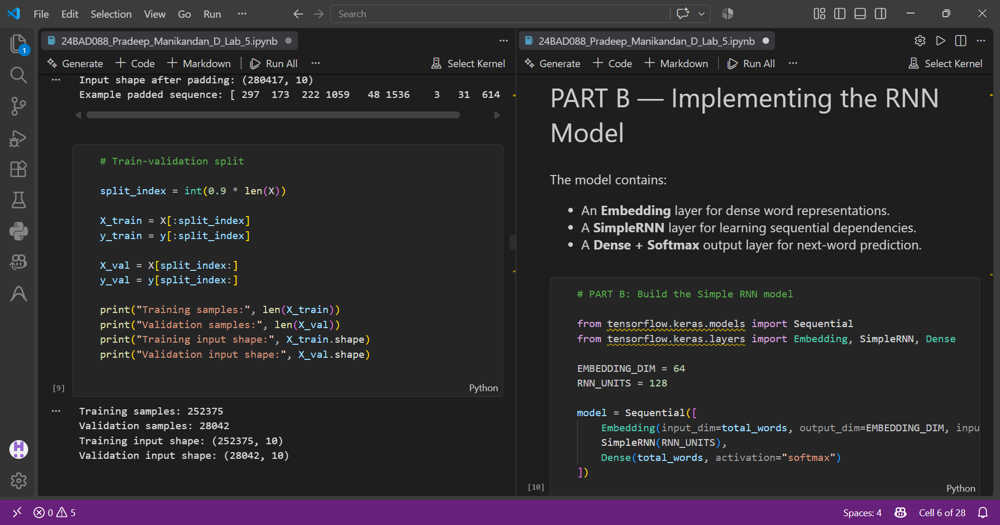 File Edit Selection View Go Run ···
Search
24BAD088_Pradeep_Manikandan_D_Lab_5.ipynb
Generate + Code + Markdown Run All ··· Select Kernel
Input shape after padding: (280417, 10)
Example padded sequence: [ 297 173 222 1059 48 1536 3 31 614
# Train-validation split
split_index = int(0.9 * len(X))
X_train = X[:split_index]
y_train = y[:split_index]
X_val = X[split_index:]
y_val = y[split_index:]
print("Training samples:", len(X_train))
print("Validation samples:", len(X_val))
print("Training input shape:", X_train.shape)
print("Validation input shape:", X_val.shape)
[9]
Python
Training samples: 252375
Validation samples: 28042
Training input shape: (252375, 10)
Validation input shape: (28042, 10)
24BAD088_Pradeep_Manikandan_D_Lab_5.ipynb
Generate + Code + Markdown Run All ··· Select Kernel
PART B — Implementing the RNN
Model
The model contains:
• An Embedding layer for dense word representations.
• A SimpleRNN layer for learning sequential dependencies.
• A Dense + Softmax output layer for next-word prediction.
# PART B: Build the Simple RNN model
from tensorflow.keras.models import Sequential
from tensorflow.keras.layers import Embedding, SimpleRNN, Dense
EMBEDDING_DIM = 64
RNN_UNITS = 128
model = Sequential([
Embedding(input_dim=total_words, output_dim=EMBEDDING_DIM, inpu
SimpleRNN(RNN_UNITS),
Dense(total_words, activation="softmax")
])
[10]
Python
1
H
0 5
Spaces: 4 Cell 6 of 28